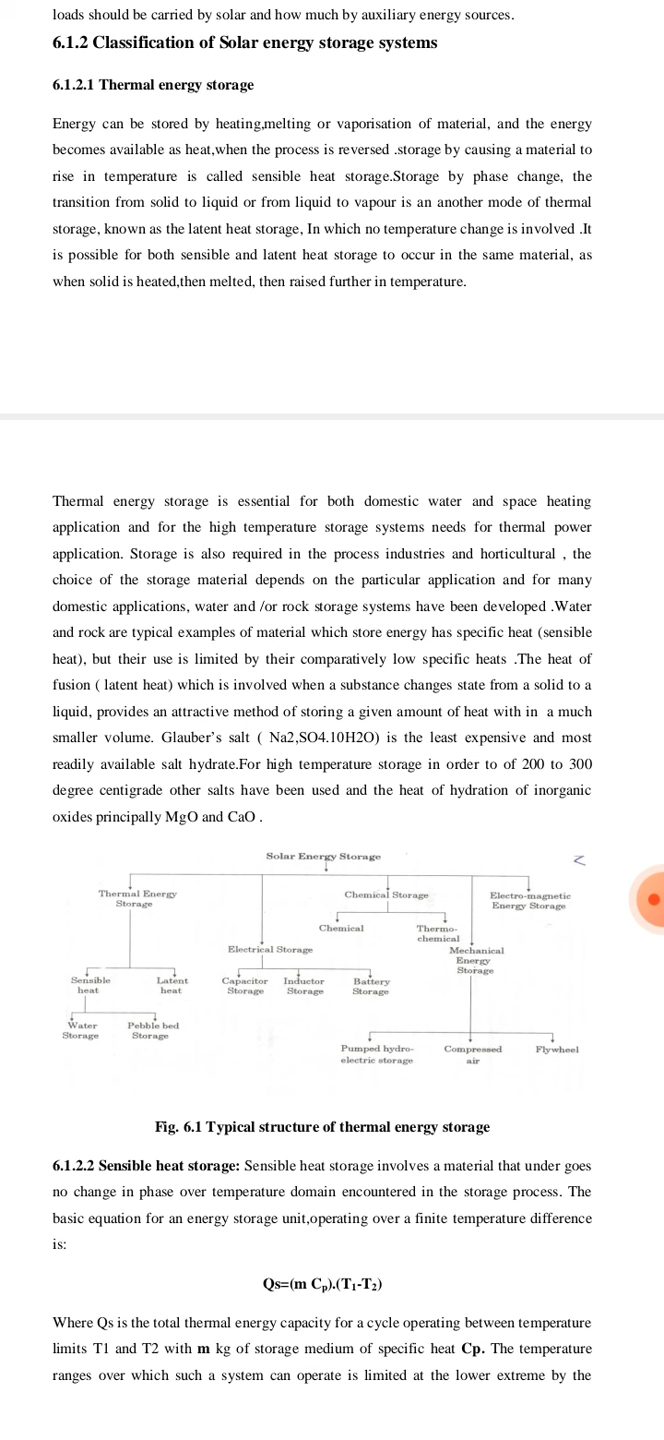 loads should be carried by solar and how much by auxiliary energy sources.
6.1.2 Classification of Solar energy storage systems
6.1.2.1 Thermal energy storage
Energy can be stored by heating,melting or vaporisation of material, and the energy
becomes available as heat,when the process is reversed .storage by causing a material to
rise in temperature is called sensible heat storage.Storage by phase change, the
transition from solid to liquid or from liquid to vapour is an another mode of thermal
storage, known as the latent heat storage, In which no temperature change is involved .It
is possible for both sensible and latent heat storage to occur in the same material, as
when solid is heated,then melted, then raised further in temperature.
Thermal energy storage is essential for both domestic water and space heating
application and for the high temperature storage systems needs for thermal power
application. Storage is also required in the process industries and horticultural , the
choice of the storage material depends on the particular application and for many
domestic applications, water and /or rock storage systems have been developed .Water
and rock are typical examples of material which store energy has specific heat (sensible
heat), but their use is limited by their comparatively low specific heats .The heat of
fusion ( latent heat) which is involved when a substance changes state from a solid to a
liquid, provides an attractive method of storing a given amount of heat with in a much
smaller volume. Glauber's salt ( Na2,SO4.10H2O) is the least expensive and most
readily available salt hydrate.For high temperature storage in order to of 200 to 300
degree centigrade other salts have been used and the heat of hydration of inorganic
oxides principally MgO and CaO .
Solar Energy Storage
Thermal Energy
Storage
Chemical Storage
Electro-magnetic
Energy Storage
Chemical
Thermo-
chemical
Electrical Storage
Mechanical
Energy
Storage
Sensible
heat
Latent
heat
Capacitor
Storage
Inductor
Storage
Battery
Storage
Water
Storage
Pebble bed
Storage
Pumped hydro-
electric storage
Compressed
air
Flywheel
Fig. 6.1 Typical structure of thermal energy storage
6.1.2.2 Sensible heat storage: Sensible heat storage involves a material that under goes
no change in phase over temperature domain encountered in the storage process. The
basic equation for an energy storage unit,operating over a finite temperature difference
is:
Qs=(m Cp).(T1-T2)
Where Qs is the total thermal energy capacity for a cycle operating between temperature
limits T1 and T2 with m kg of storage medium of specific heat Cp. The temperature
ranges over which such a system can operate is limited at the lower extreme by the